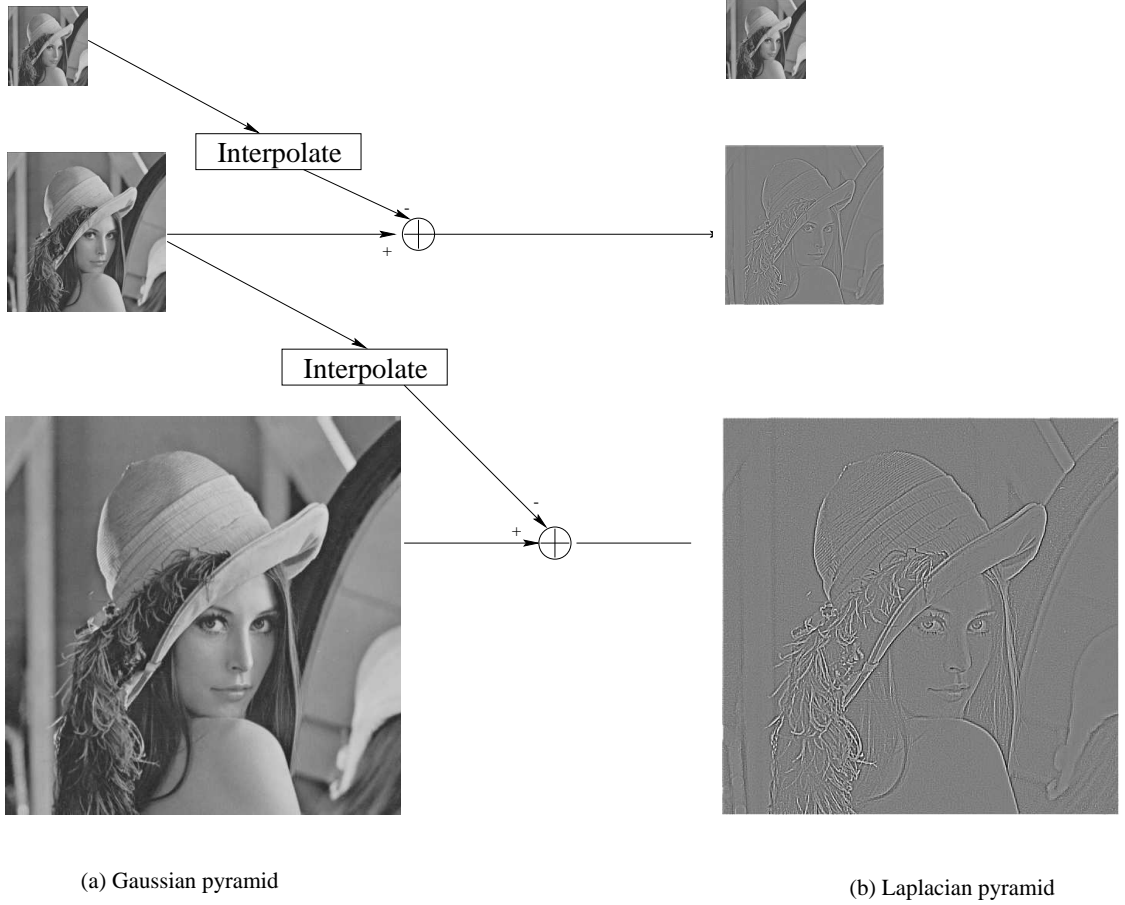 Interpolate
-
+
Interpolate
-
+
(a) Gaussian pyramid
(b) Laplacian pyramid